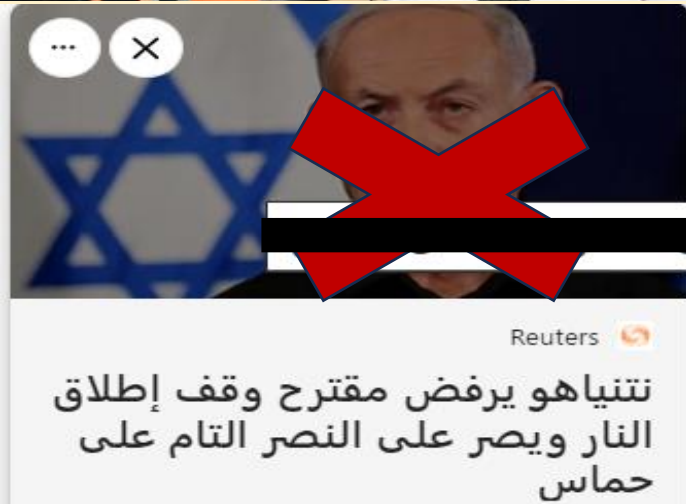 Reuters
نتنياهو يرفض مقترح وقف إطلاق
النار ويصر على النصر التام على
حماس